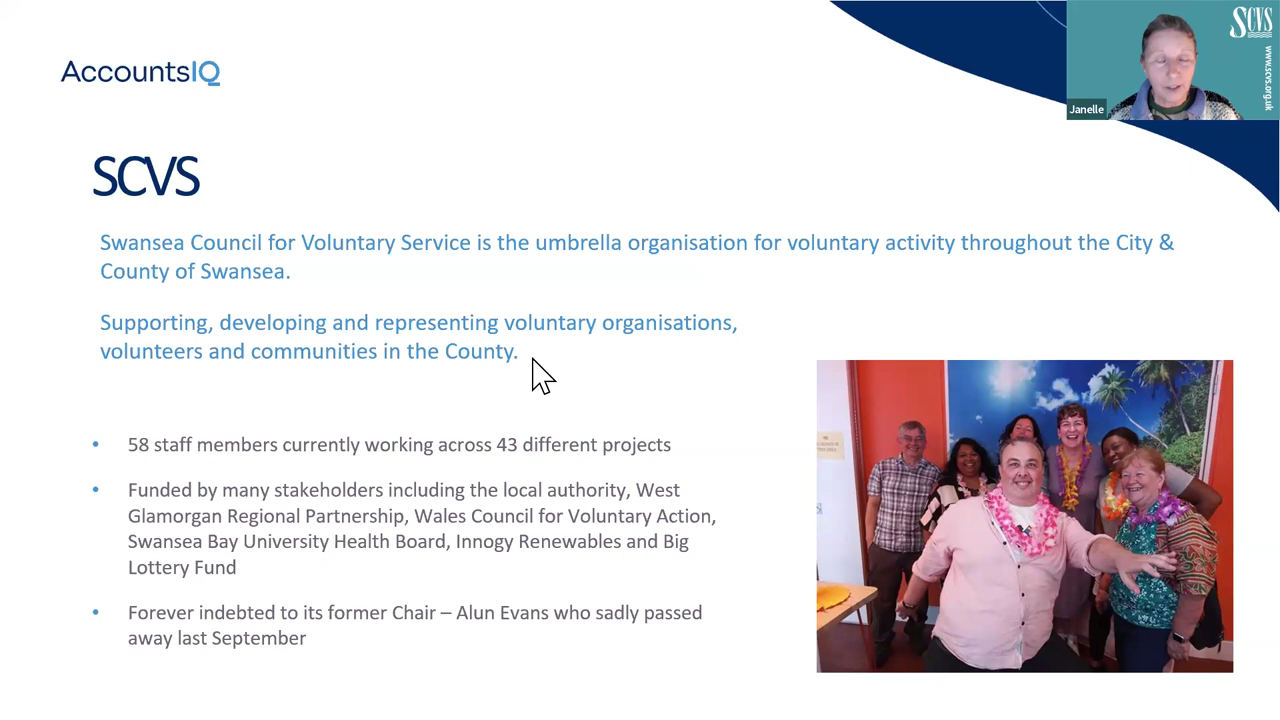 SCVS
www.scvs.org.uk
AccountsIQ
Janelle
SCVS
Swansea Council for Voluntary Service is the umbrella organisation for voluntary activity throughout the City &
County of Swansea.
Supporting, developing and representing voluntary organisations,
volunteers and communities in the County.
• 58 staff members currently working across 43 different projects
• Funded by many stakeholders including the local authority, West
Glamorgan Regional Partnership, Wales Council for Voluntary Action,
Swansea Bay University Health Board, Innogy Renewables and Big
Lottery Fund
• Forever indebted to its former Chair – Alun Evans who sadly passed
away last September